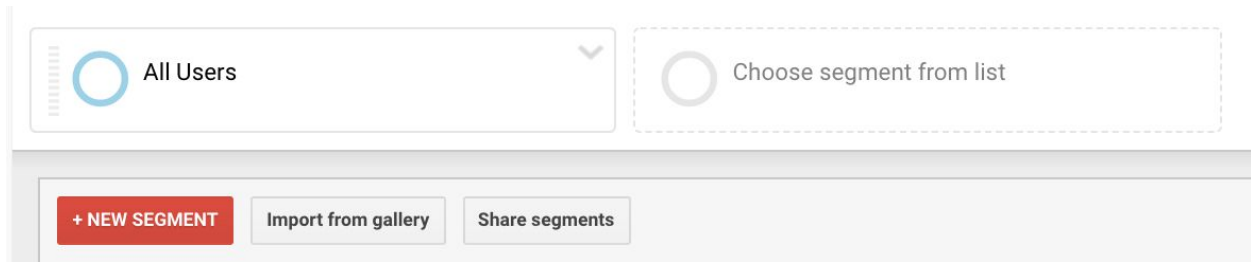 All Users
Choose segment from list
+ NEW SEGMENT
Import from gallery
Share segments